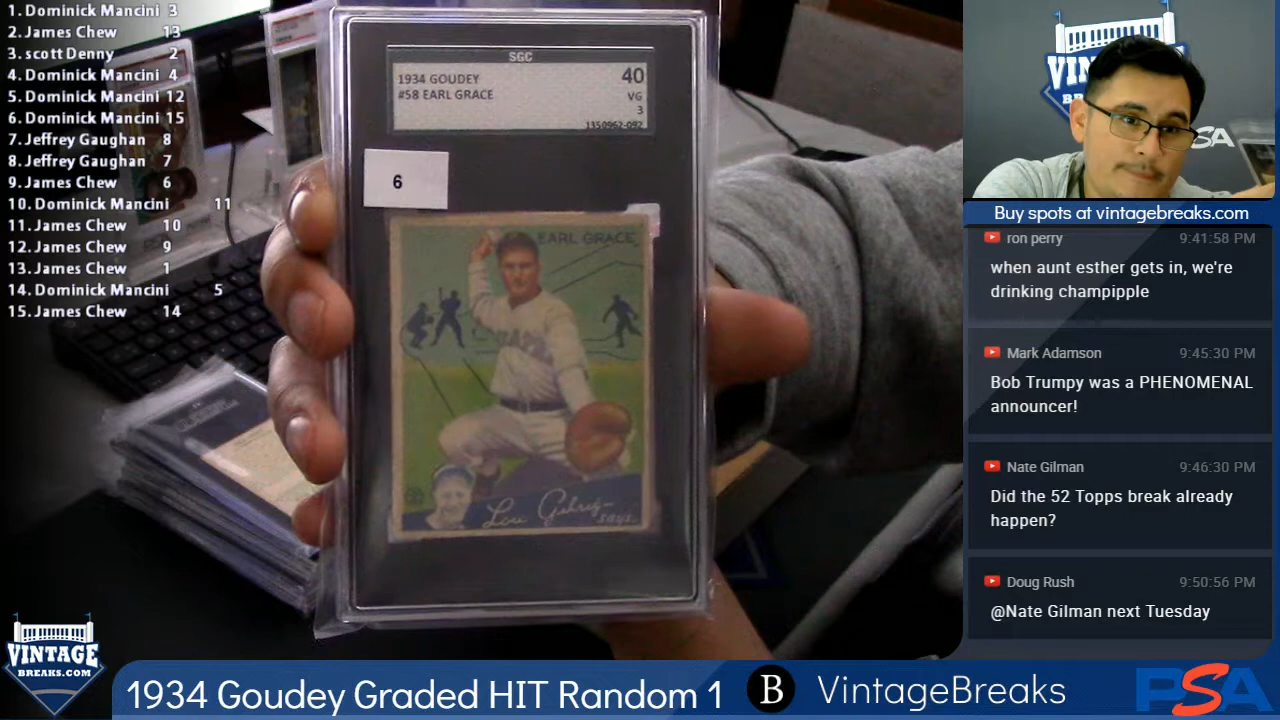 1. Dominick Mancini 3
2. James Chew 13
3. scott Denny 2
4. Dominick Mancini 4
5. Dominick Mancini 12
6. Dominick Mancini 15
7. Jeffrey Gaughan 8
8. Jeffrey Gaughan 7
9. James Chew 6
10. Dominick Mancini 11
11. James Chew 10
12. James Chew 9
13. James Chew 1
14. Dominick Mancini 5
15. James Chew 14
SGC
1934 GOUDEY 40
#58 EARL GRACE VG
3
1350962-092
6
EARL GRACE
Lou Gehrig-
says..
VIN
PSA
Buy spots at vintagebreaks.com
ron perry 9:41:58 PM
when aunt esther gets in, we're
drinking champipple
Mark Adamson 9:45:30 PM
Bob Trumpy was a PHENOMENAL
announcer!
Nate Gilman 9:46:30 PM
Did the 52 Topps break already
happen?
Doug Rush 9:50:56 PM
@Nate Gilman next Tuesday
VINTAGE
BREAKS.COM
1934 Goudey Graded HIT Random 1
B VintageBreaks
PSA